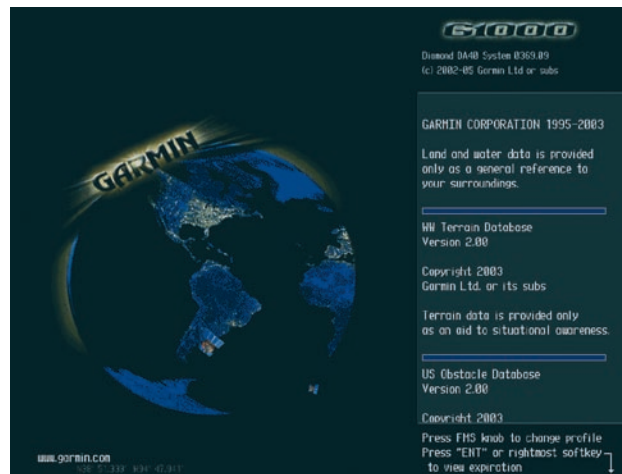 GARMIN
www.garmin.com
G1000
Diamond DA40 System 0369.09
(c) 2002-05 Garmin Ltd or subs
GARMIN CORPORATION 1995-2003
Land and water data is provided
only as a general reference to
your surroundings.
WW Terrain Database
Version 2.00
Copyright 2003
Garmin Ltd. or its subs
Terrain data is provided only
as an aid to situational awareness.
US Obstacle Database
Version 2.00
Copyright 2003
Press FMS knob to change profile
Press "ENT" or rightmost softkey
to view expiration